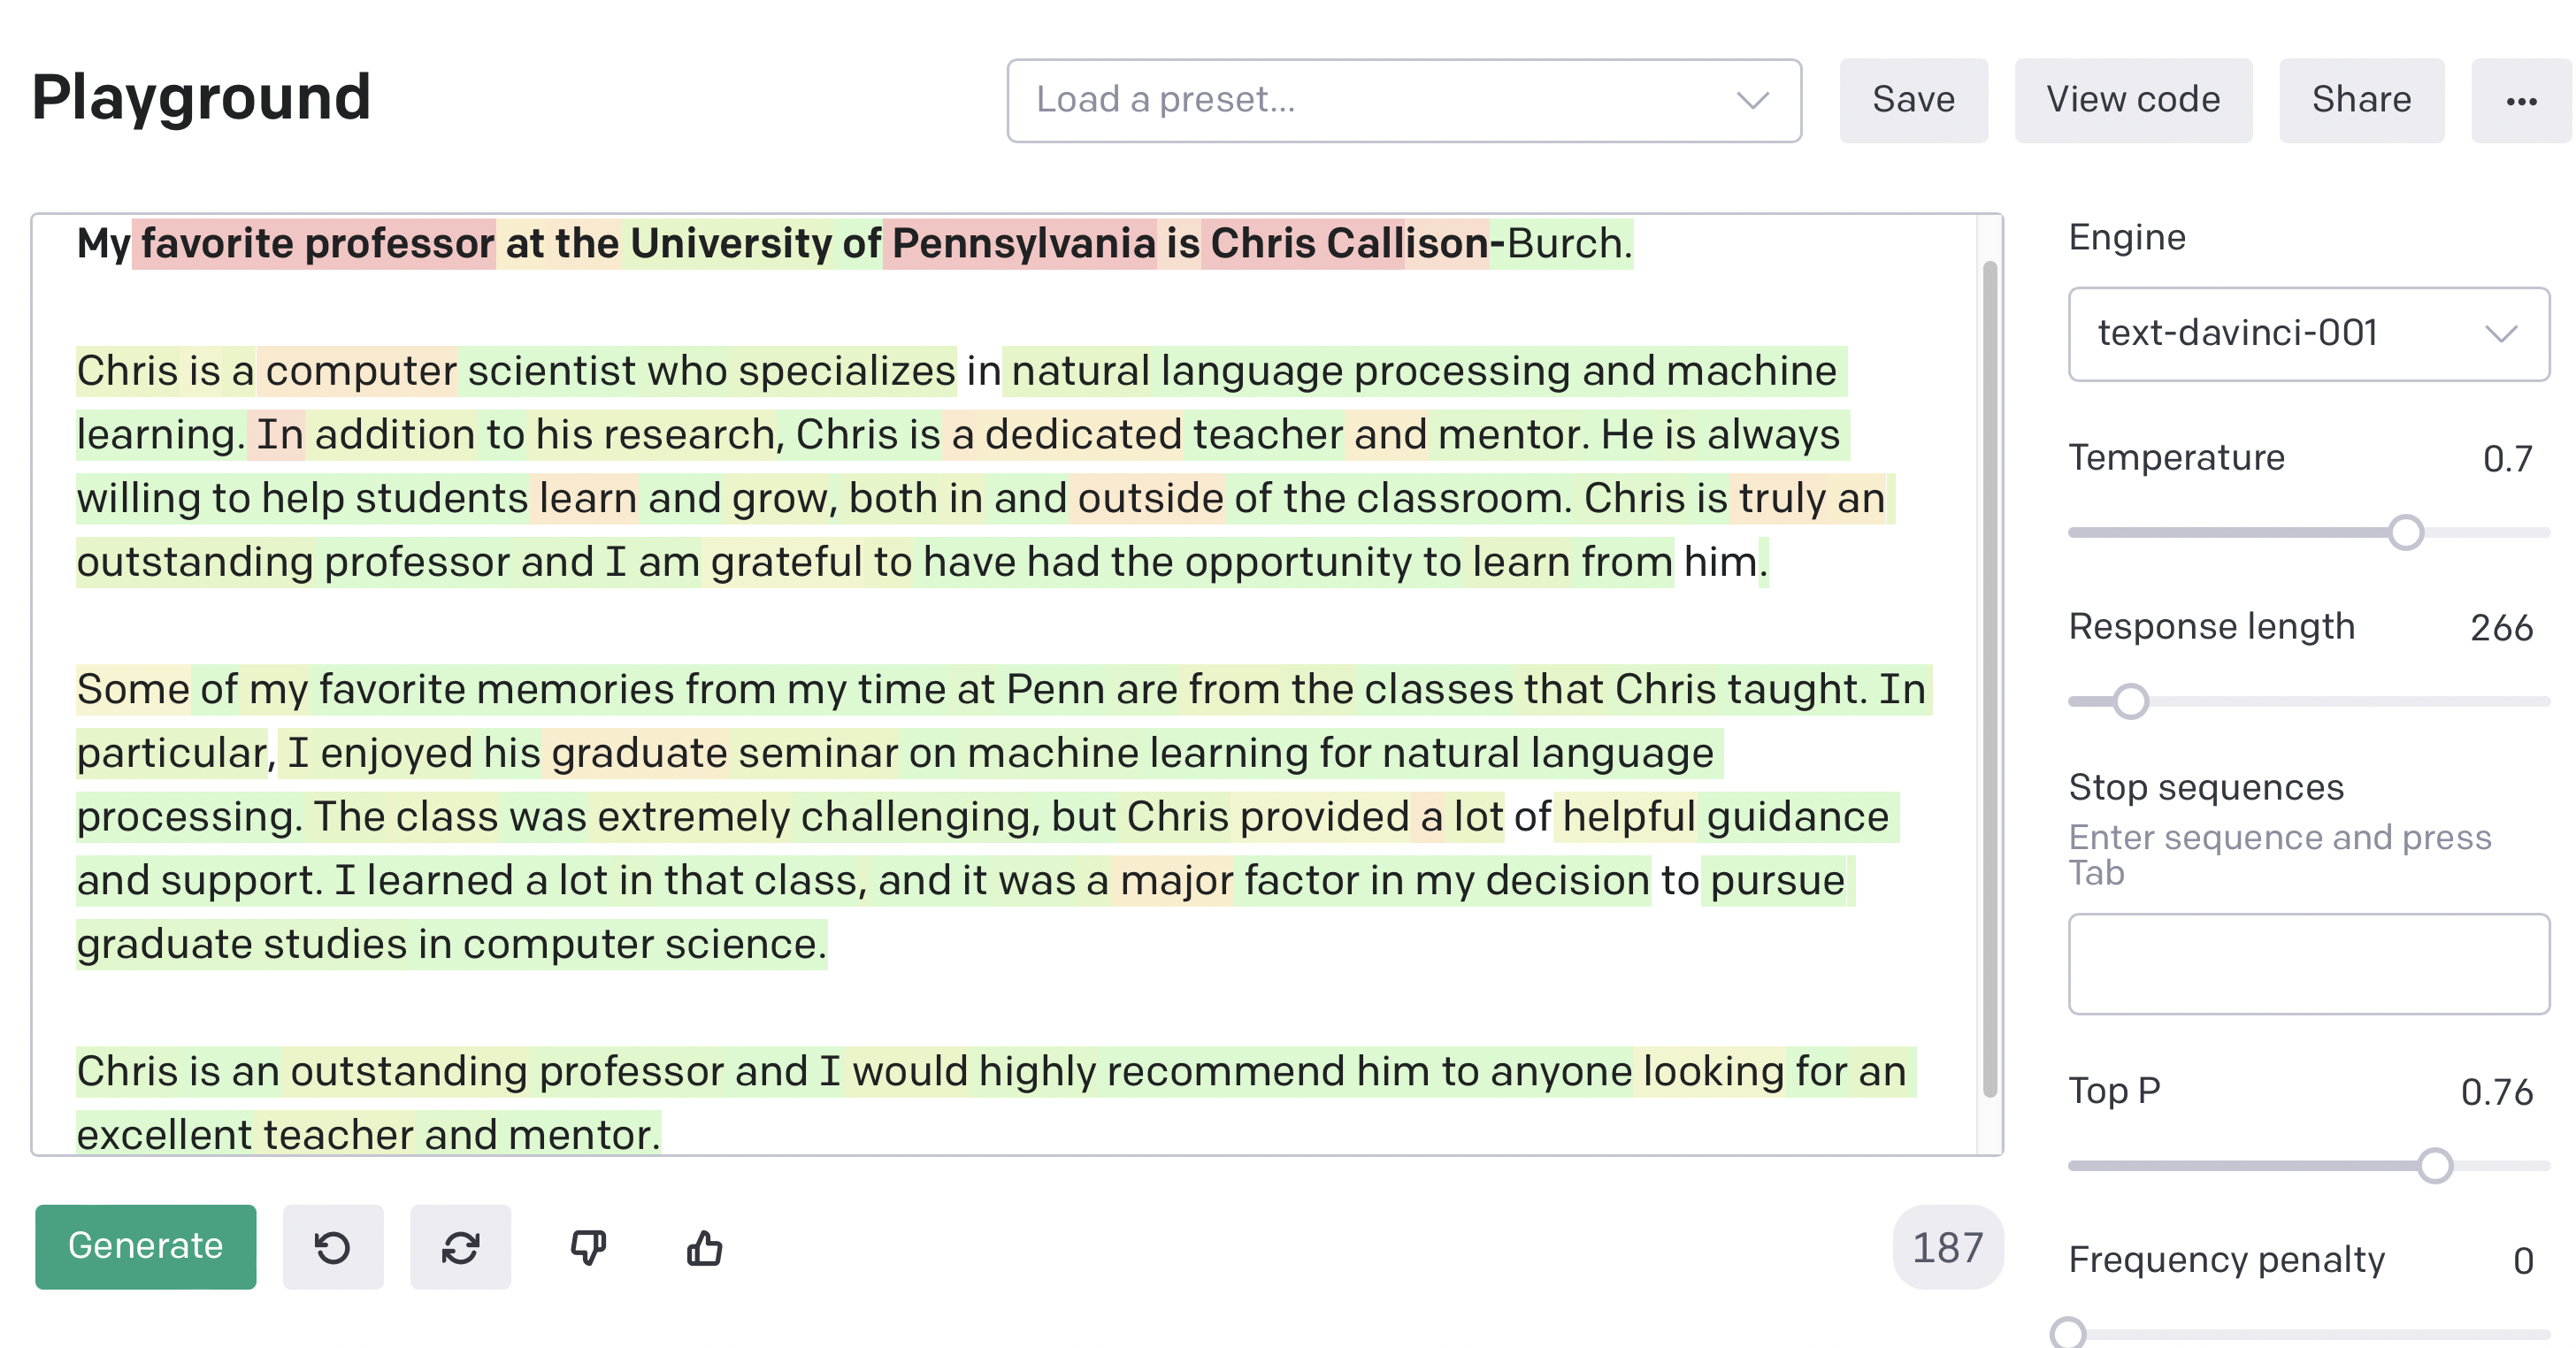 Playground
Load a preset...
Save
View code
Share
...
My favorite professor at the University of Pennsylvania is Chris Callison-Burch.
Chris is a computer scientist who specializes in natural language processing and machine
learning. In addition to his research, Chris is a dedicated teacher and mentor. He is always
willing to help students learn and grow, both in and outside of the classroom. Chris is truly an
outstanding professor and I am grateful to have had the opportunity to learn from him.
Some of my favorite memories from my time at Penn are from the classes that Chris taught. In
particular, I enjoyed his graduate seminar on machine learning for natural language
processing. The class was extremely challenging, but Chris provided a lot of helpful guidance
and support. I learned a lot in that class, and it was a major factor in my decision to pursue
graduate studies in computer science.
Chris is an outstanding professor and I would highly recommend him to anyone looking for an
excellent teacher and mentor.
Generate
187
Engine
text-davinci-001
Temperature 0.7
Response length 266
Stop sequences
Enter sequence and press
Tab
Top P 0.76
Frequency penalty 0